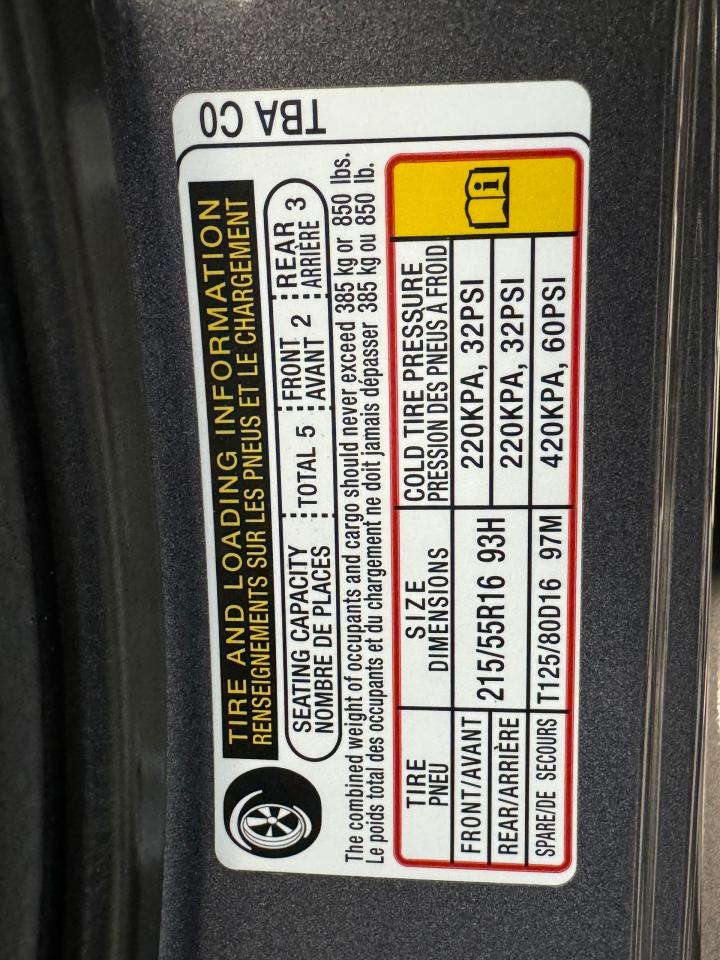 TIRE AND LOADING INFORMATION
RENSEIGNEMENTS SUR LES PNEUS ET LE CHARGEMENT
SEATING CAPACITY
NOMBRE DE PLACES
TOTAL 5
FRONT
AVANT 2
REAR
ARRIÈRE 3
The combined weight of occupants and cargo should never exceed 385 kg or 850 lbs.
Le poids total des occupants et du chargement ne doit jamais dépasser 385 kg ou 850 lb.
TIRE
PNEU
SIZE
DIMENSIONS
COLD TIRE PRESSURE
PRESSION DES PNEUS À FROID
FRONT/AVANT
215/55R16 93H
220KPA, 32PSI
REAR/ARRIÈRE
220KPA, 32PSI
SPARE/DE SECOURS
T125/80D16 97M
420KPA, 60PSI
TBA C0